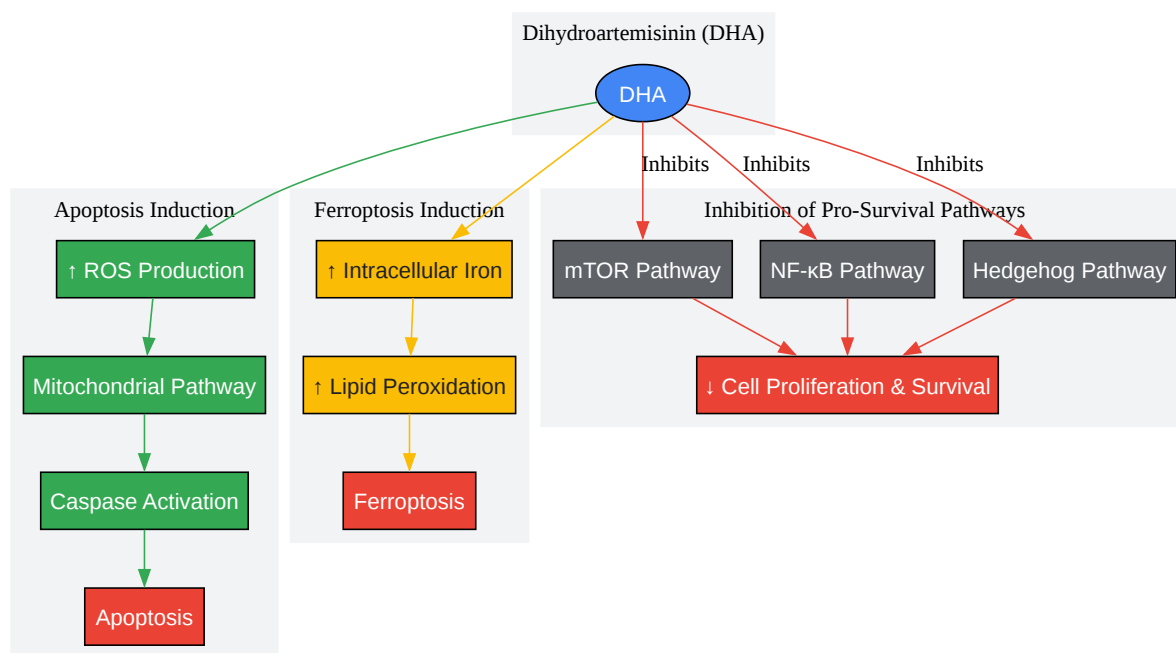 Dihydroartemisinin (DHA)
DHA
Inhibits
Inhibits
Inhibits
Apoptosis Induction
Ferroptosis Induction
Inhibition of Pro-Survival Pathways
↑ ROS Production
↑ Intracellular Iron
mTOR Pathway
NF-κB Pathway
Hedgehog Pathway
Mitochondrial Pathway
↑ Lipid Peroxidation
↓ Cell Proliferation & Survival
Caspase Activation
Ferroptosis
Apoptosis